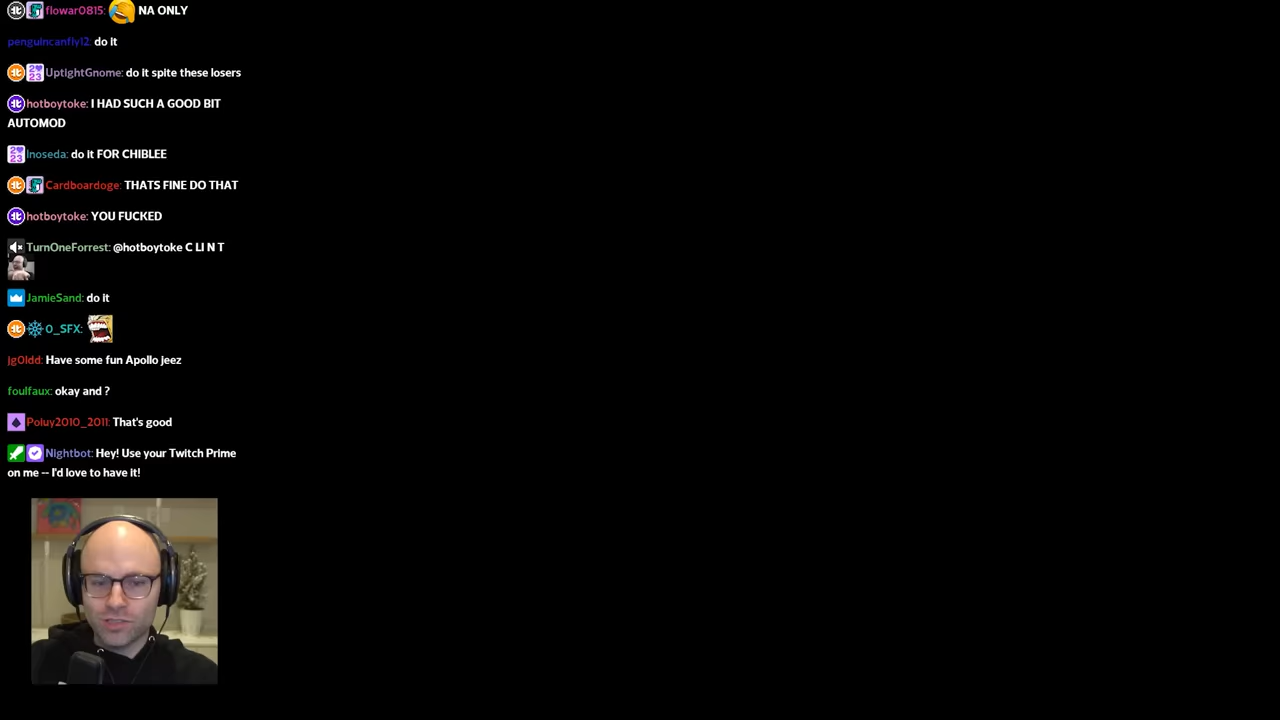 flowar0815: NA ONLY
penguincanfly12: do it
UptightGnome: do it spite these losers
hotboytoke: I HAD SUCH A GOOD BIT
AUTOMOD
lnoseda: do it FOR CHIBLEE
Cardboardoge: THATS FINE DO THAT
hotboytoke: YOU FUCKED
TurnOneForrest: @hotboytoke C LI N T
JamieSand: do it
O_SFX:
jg0ldd: Have some fun Apollo jeez
foulfaux: okay and ?
Poluy2010_2011: That's good
Nightbot: Hey! Use your Twitch Prime
on me -- I'd love to have it!